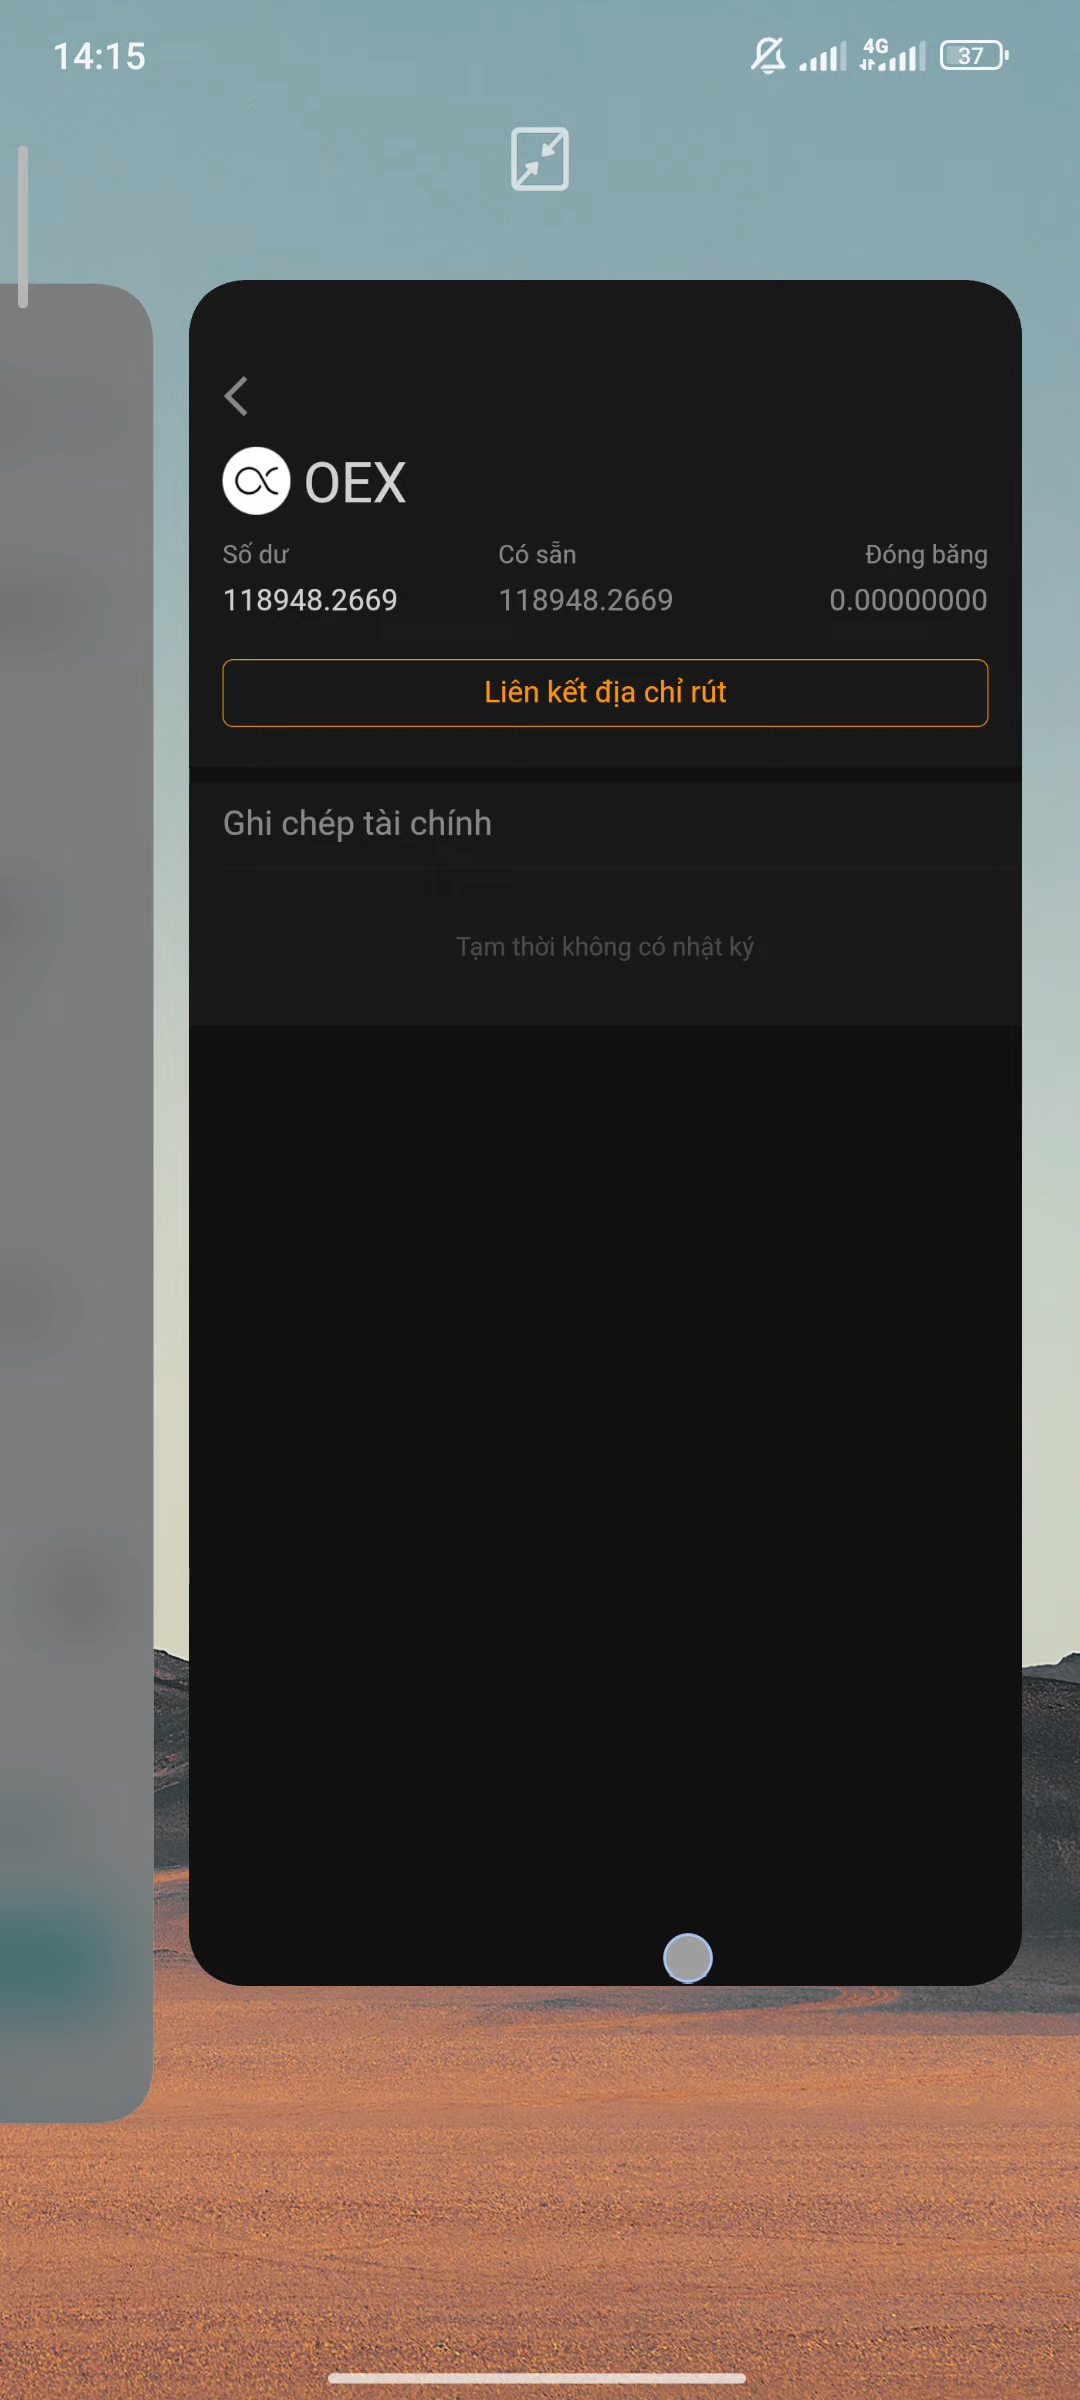 14:15
4G
37
OEX
Số dư
Có sẵn
Đóng băng
118948.2669
118948.2669
0.00000000
Liên kết địa chỉ rút
Ghi chép tài chính
Tạm thời không có nhật ký